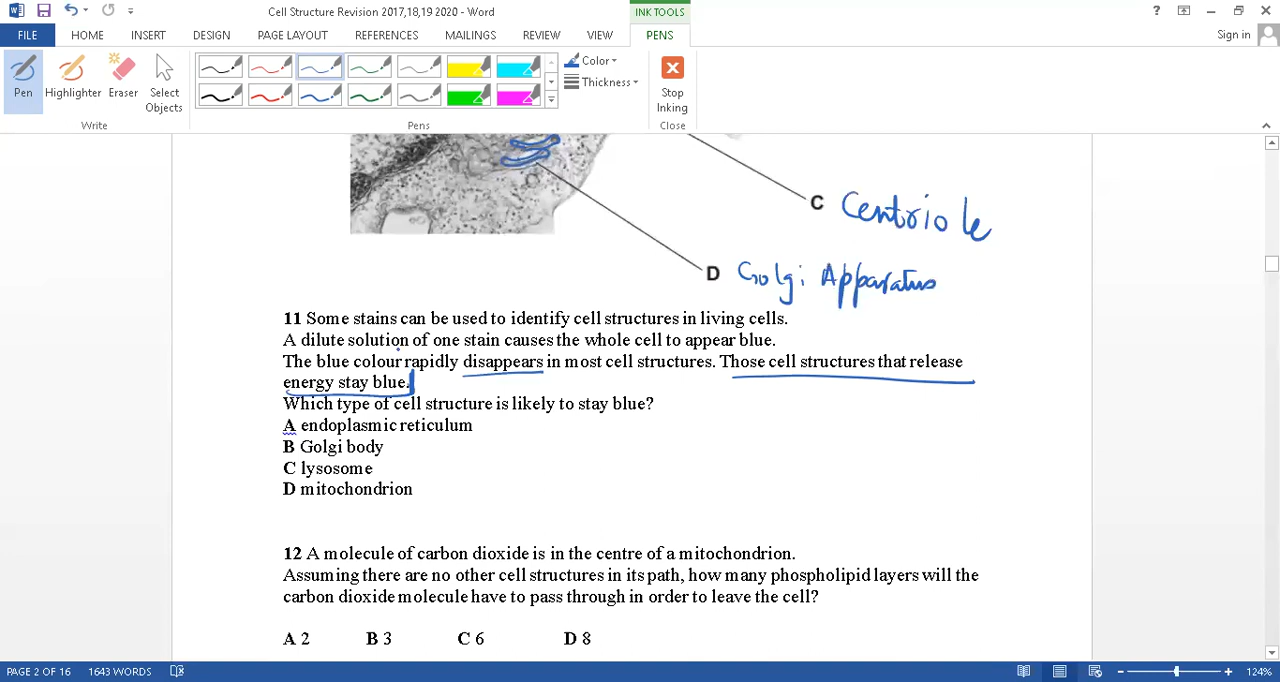 Cell Structure Revision 2017,18,19 2020 - Word
INK TOOLS
?
FILE
HOME
INSERT
DESIGN
PAGE LAYOUT
REFERENCES
MAILINGS
REVIEW
VIEW
PENS
Sign in
Pen
Highlighter
Eraser
Select
Objects
Color
Thickness
Stop
Inking
Write
Pens
Close
C Centriole
D Golgi Apparatus
11 Some stains can be used to identify cell structures in living cells.
A dilute solution of one stain causes the whole cell to appear blue.
The blue colour rapidly disappears in most cell structures. Those cell structures that release
energy stay blue.
Which type of cell structure is likely to stay blue?
A endoplasmic reticulum
B Golgi body
C lysosome
D mitochondrion
12 A molecule of carbon dioxide is in the centre of a mitochondrion.
Assuming there are no other cell structures in its path, how many phospholipid layers will the
carbon dioxide molecule have to pass through in order to leave the cell?
A 2 B 3 C 6 D 8
PAGE 2 OF 16 1643 WORDS 124%